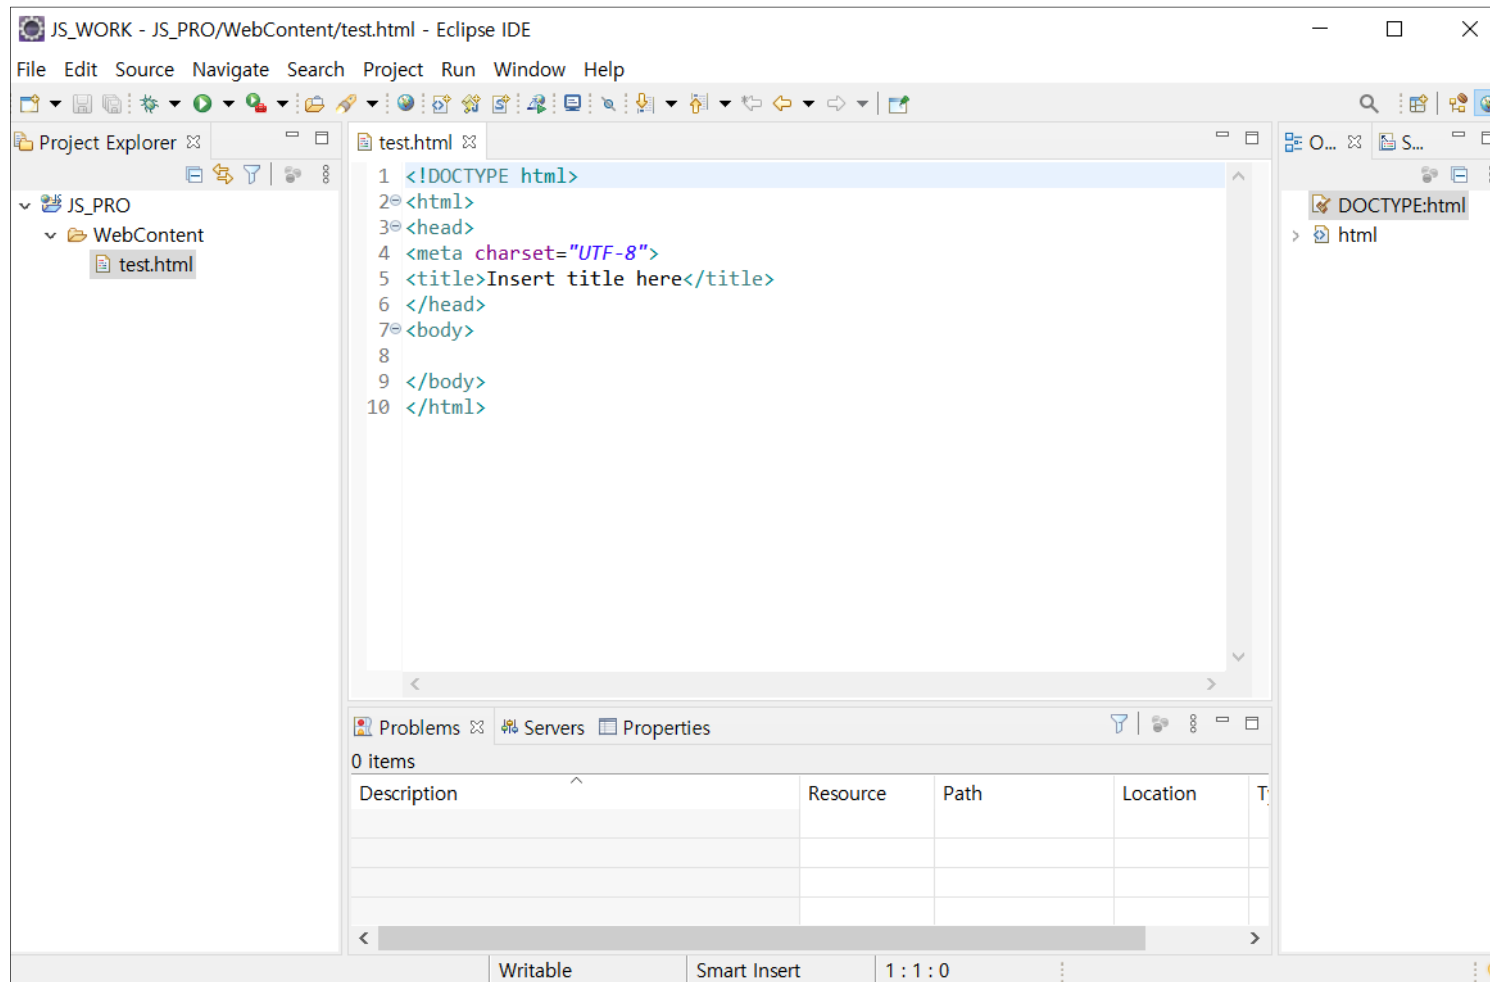 JS_WORK - JS_PRO/WebContent/test.html - Eclipse IDE
File Edit Source Navigate Search Project Run Window Help
Project Explorer
JS_PRO
WebContent
test.html
test.html
1 <!DOCTYPE html>
2 <html>
3 <head>
4 <meta charset="UTF-8">
5 <title>Insert title here</title>
6 </head>
7 <body>
8
9 </body>
10 </html>
O... S...
DOCTYPE:html
html
Problems Servers Properties
0 items
Description Resource Path Location
Writable Smart Insert 1 : 1 : 0